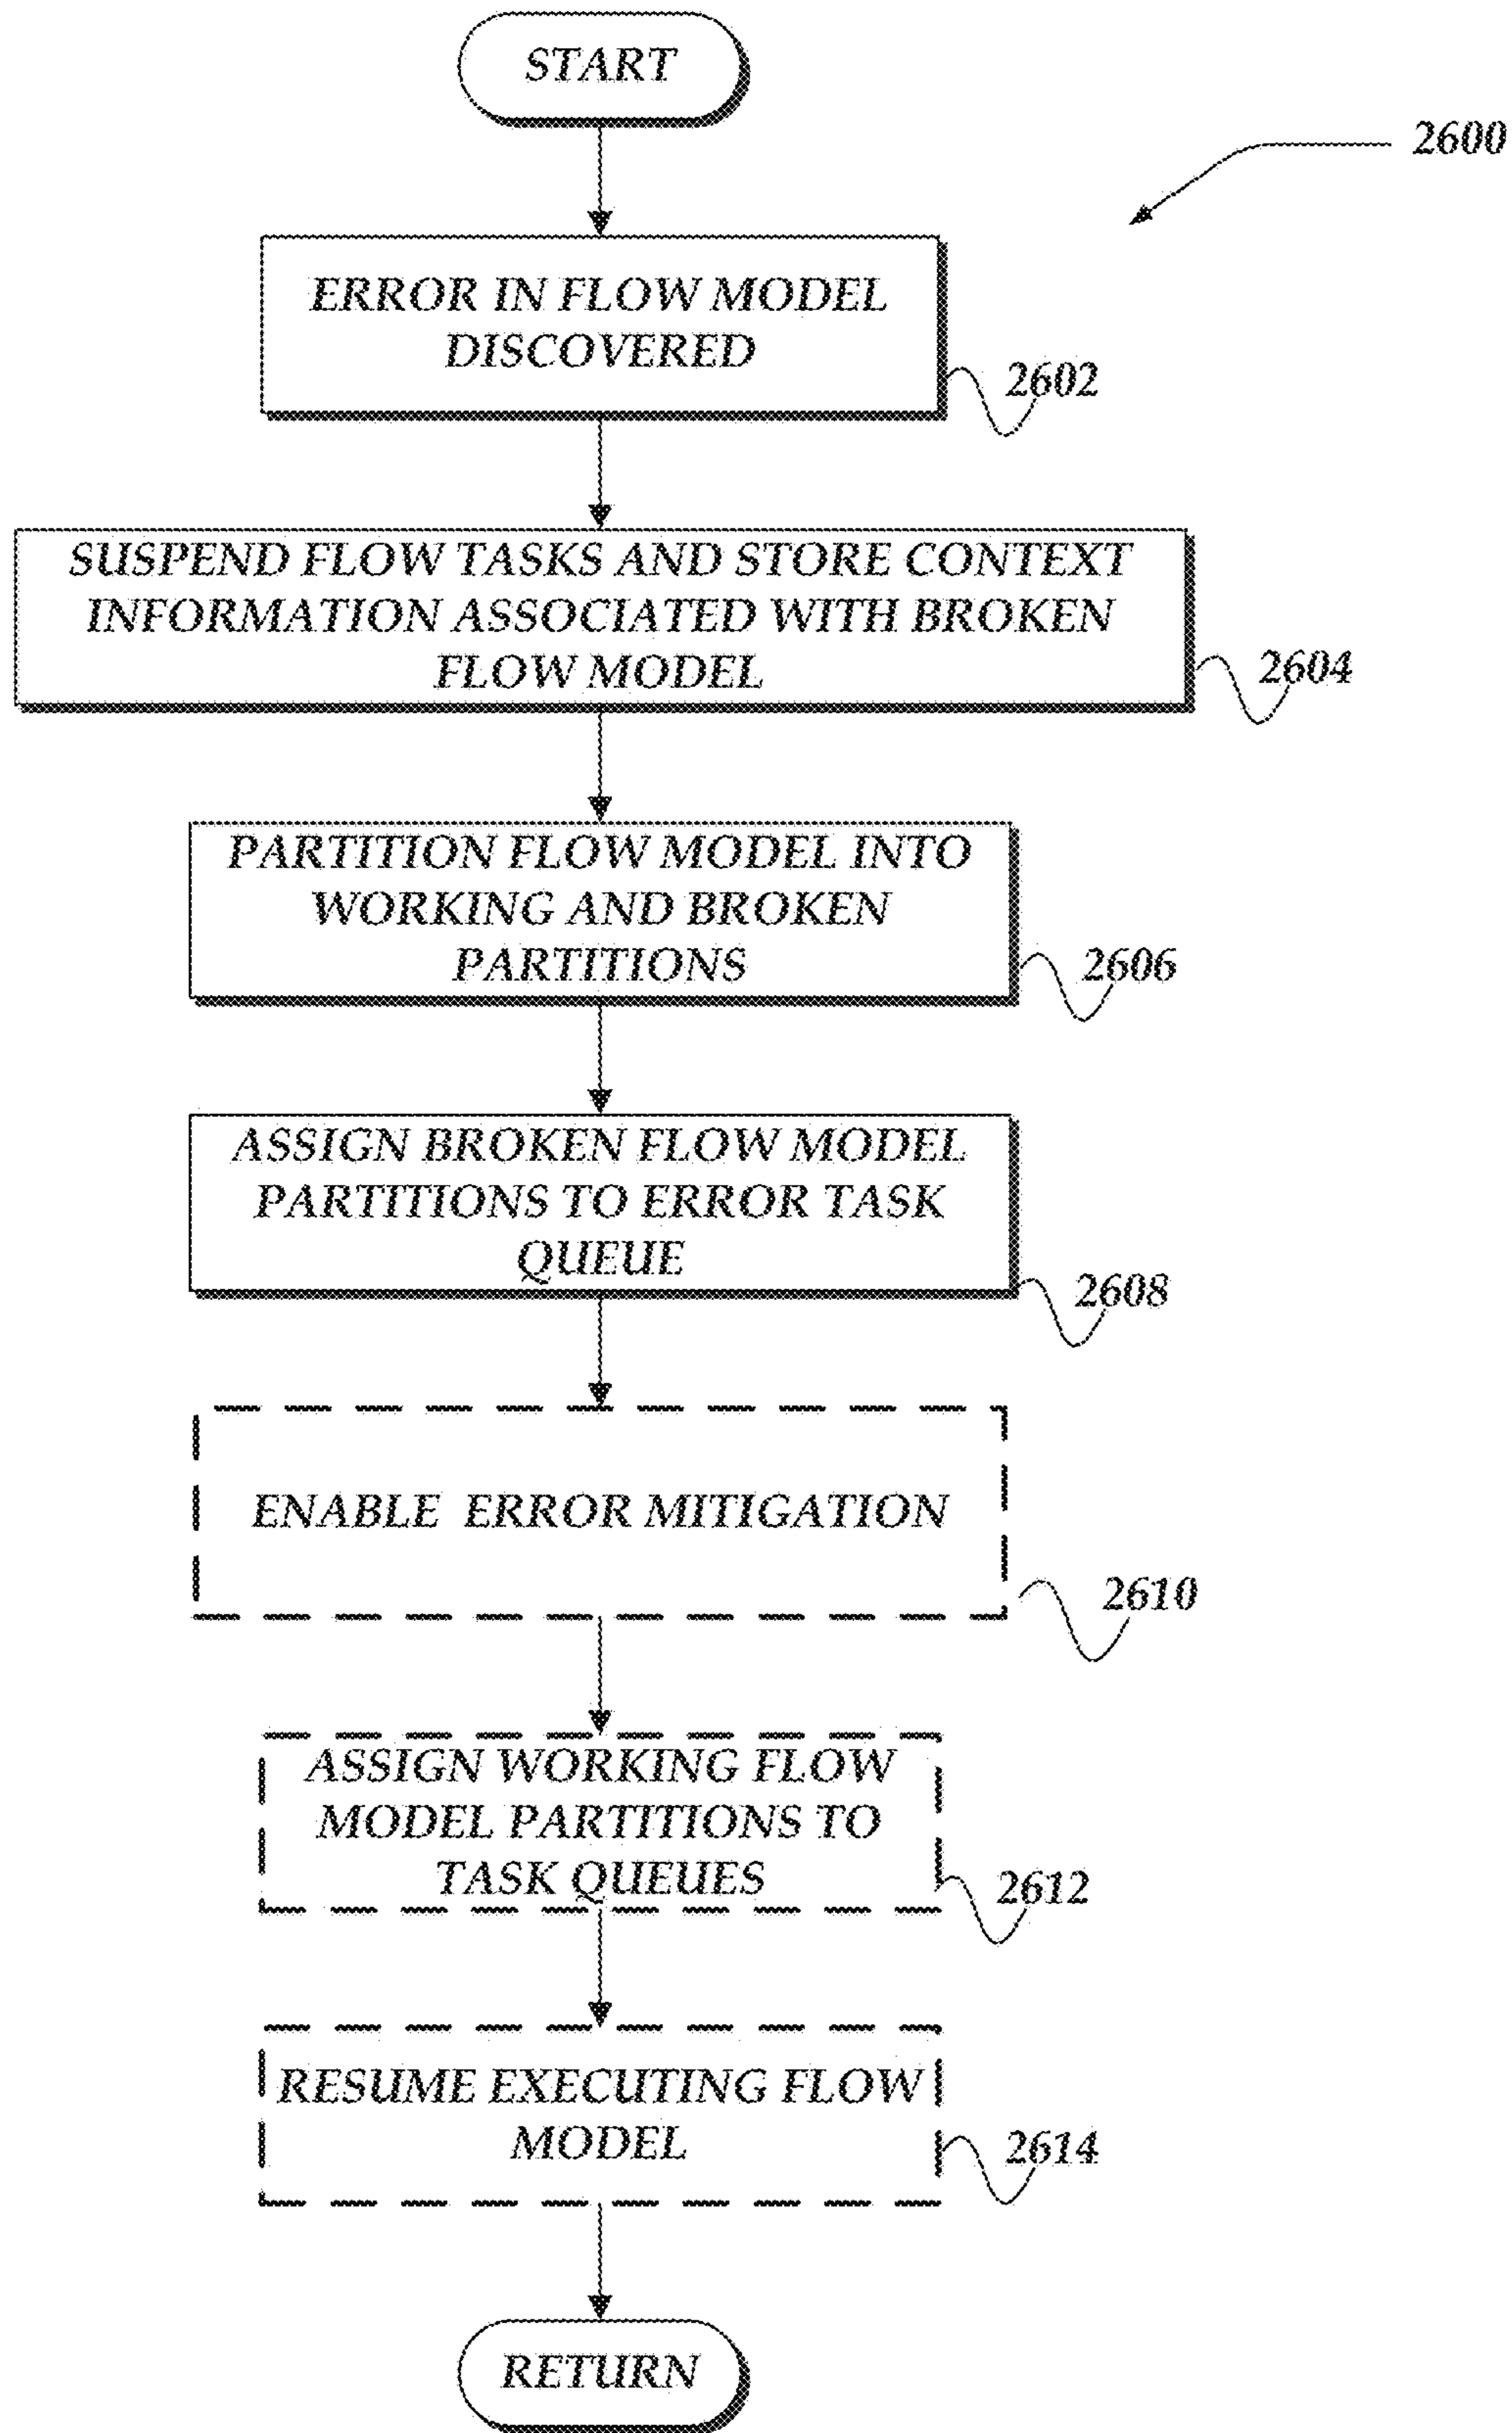 START
2600
ERROR IN FLOW MODEL
DISCOVERED
2602
SUSPEND FLOW TASKS AND STORE CONTEXT
INFORMATION ASSOCIATED WITH BROKEN
FLOW MODEL
2604
PARTITION FLOW MODEL INTO
WORKING AND BROKEN
PARTITIONS
2606
ASSIGN BROKEN FLOW MODEL
PARTITIONS TO ERROR TASK
QUEUE
2608
ENABLE ERROR MITIGATION
2610
ASSIGN WORKING FLOW
MODEL PARTITIONS TO
TASK QUEUES
2612
RESUME EXECUTING FLOW
MODEL
2614
RETURN